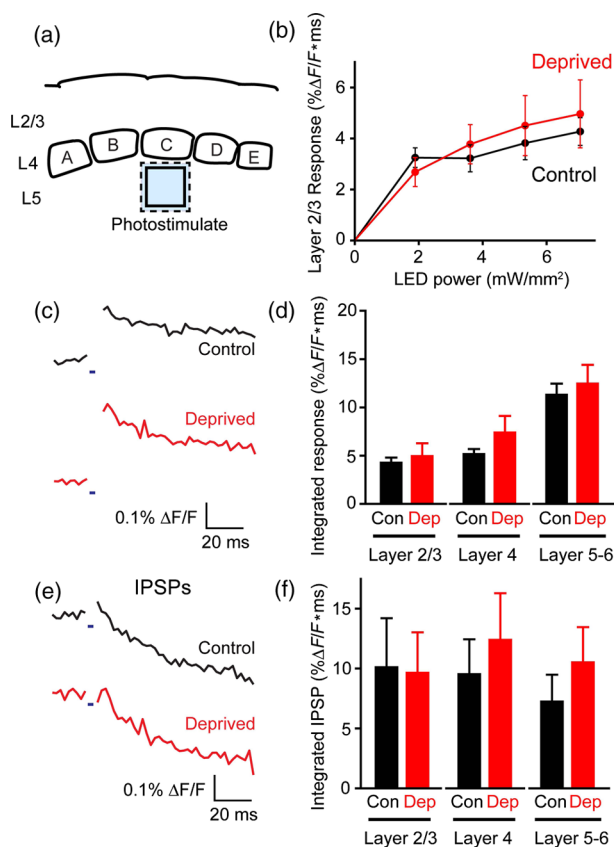 (a)
L2/3
L4
L5
A B C D E
Photostimulate
(b)
Layer 2/3 Response (%ΔF/F*ms)
6
4
2
0
0 2 4 6
LED power (mW/mm²)
Deprived
Control
(c)
Control
Deprived
0.1% ΔF/F
20 ms
(d)
Integrated response (%ΔF/F*ms)
20
15
10
5
0
Con Dep Con Dep Con Dep
Layer 2/3 Layer 4 Layer 5-6
(e)
IPSPs
Control
Deprived
0.1% ΔF/F
20 ms
(f)
Integrated IPSP (%ΔF/F*ms)
15
10
5
0
Con Dep Con Dep Con Dep
Layer 2/3 Layer 4 Layer 5-6